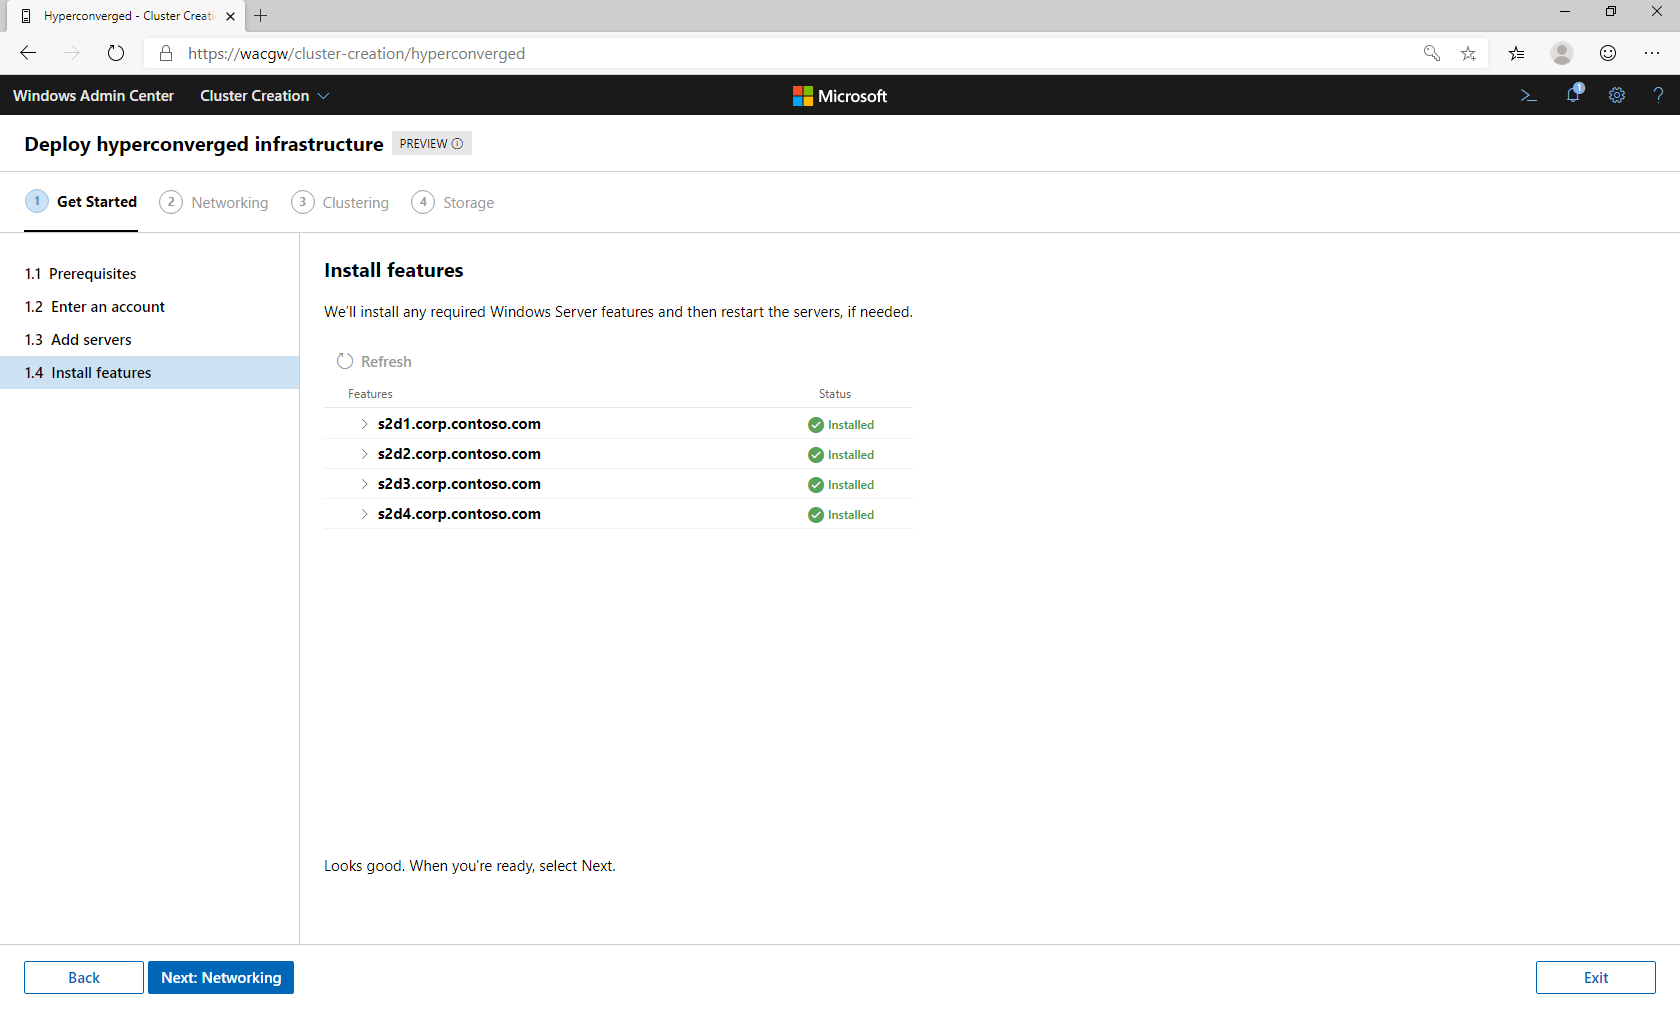 Hyperconverged - Cluster Creati
https://wacgw/cluster-creation/hyperconverged
Windows Admin Center Cluster Creation Microsoft 1 ?
Deploy hyperconverged infrastructure PREVIEW
1 Get Started 2 Networking 3 Clustering 4 Storage
1.1 Prerequisites
1.2 Enter an account
1.3 Add servers
1.4 Install features
Install features
We'll install any required Windows Server features and then restart the servers, if needed.
Refresh
Features Status
s2d1.corp.contoso.com Installed
s2d2.corp.contoso.com Installed
s2d3.corp.contoso.com Installed
s2d4.corp.contoso.com Installed
Looks good. When you're ready, select Next.
Back Next: Networking Exit